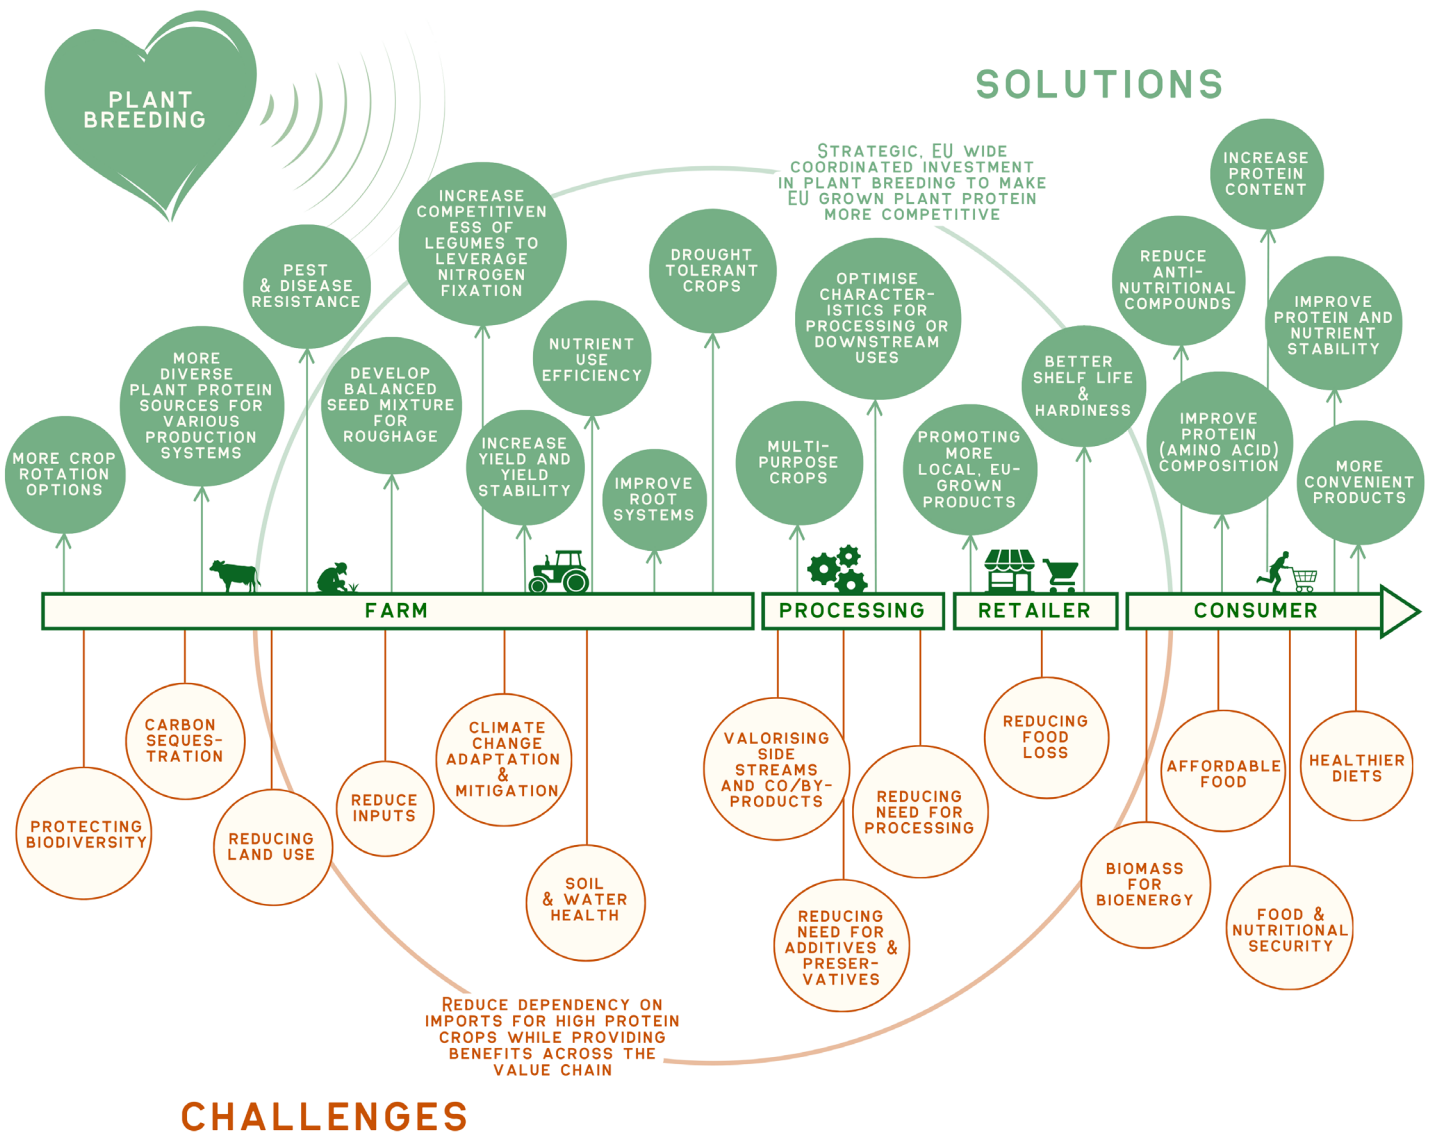 PLANT
BREEDING
SOLUTIONS
STRATEGIC, EU WIDE
COORDINATED INVESTMENT
IN PLANT BREEDING TO MAKE
EU GROWN PLANT PROTEIN
MORE COMPETITIVE
MORE CROP
ROTATION
OPTIONS
MORE
DIVERSE
PLANT PROTEIN
SOURCES FOR
VARIOUS
PRODUCTION
SYSTEMS
PEST
& DISEASE
RESISTANCE
DEVELOP
BALANCED
SEED MIXTURE
FOR
ROUGHAGE
INCREASE
COMPETITIVEN
ESS OF
LEGUMES TO
LEVERAGE
NITROGEN
FIXATION
INCREASE
YIELD AND
YIELD
STABILITY
NUTRIENT
USE
EFFICIENCY
IMPROVE
ROOT
SYSTEMS
DROUGHT
TOLERANT
CROPS
MULTI-
PURPOSE
CROPS
OPTIMISE
CHARACTER-
ISTICS FOR
PROCESSING OR
DOWNSTREAM
USES
PROMOTING
MORE
LOCAL, EU-
GROWN
PRODUCTS
BETTER
SHELF LIFE
&
HARDINESS
REDUCE
ANTI-
NUTRITIONAL
COMPOUNDS
IMPROVE
PROTEIN
(AMINO ACID)
COMPOSITION
INCREASE
PROTEIN
CONTENT
IMPROVE
PROTEIN AND
NUTRIENT
STABILITY
MORE
CONVENIENT
PRODUCTS
FARM
PROCESSING
RETAILER
CONSUMER
PROTECTING
BIODIVERSITY
CARBON
SEQUES-
TRATION
REDUCING
LAND USE
REDUCE
INPUTS
CLIMATE
CHANGE
ADAPTATION
&
MITIGATION
SOIL
& WATER
HEALTH
VALORISING
SIDE
STREAMS
AND CO/BY-
PRODUCTS
REDUCING
NEED FOR
ADDITIVES &
PRESER-
VATIVES
REDUCING
NEED FOR
PROCESSING
REDUCING
FOOD
LOSS
BIOMASS
FOR
BIOENERGY
AFFORDABLE
FOOD
FOOD &
NUTRITIONAL
SECURITY
HEALTHIER
DIETS
REDUCE DEPENDENCY ON
IMPORTS FOR HIGH PROTEIN
CROPS WHILE PROVIDING
BENEFITS ACROSS THE
VALUE CHAIN
CHALLENGES